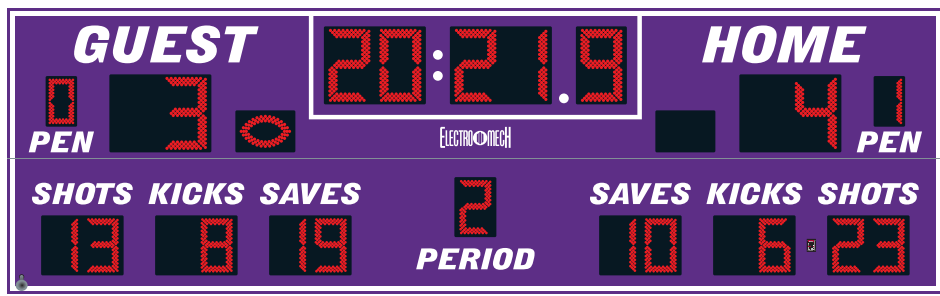 GUEST 20:21.9 HOME
0 3 4 1
PEN ELECTRO-MECH PEN
SHOTS KICKS SAVES 2 SAVES KICKS SHOTS
13 8 19 PERIOD 10 6 23